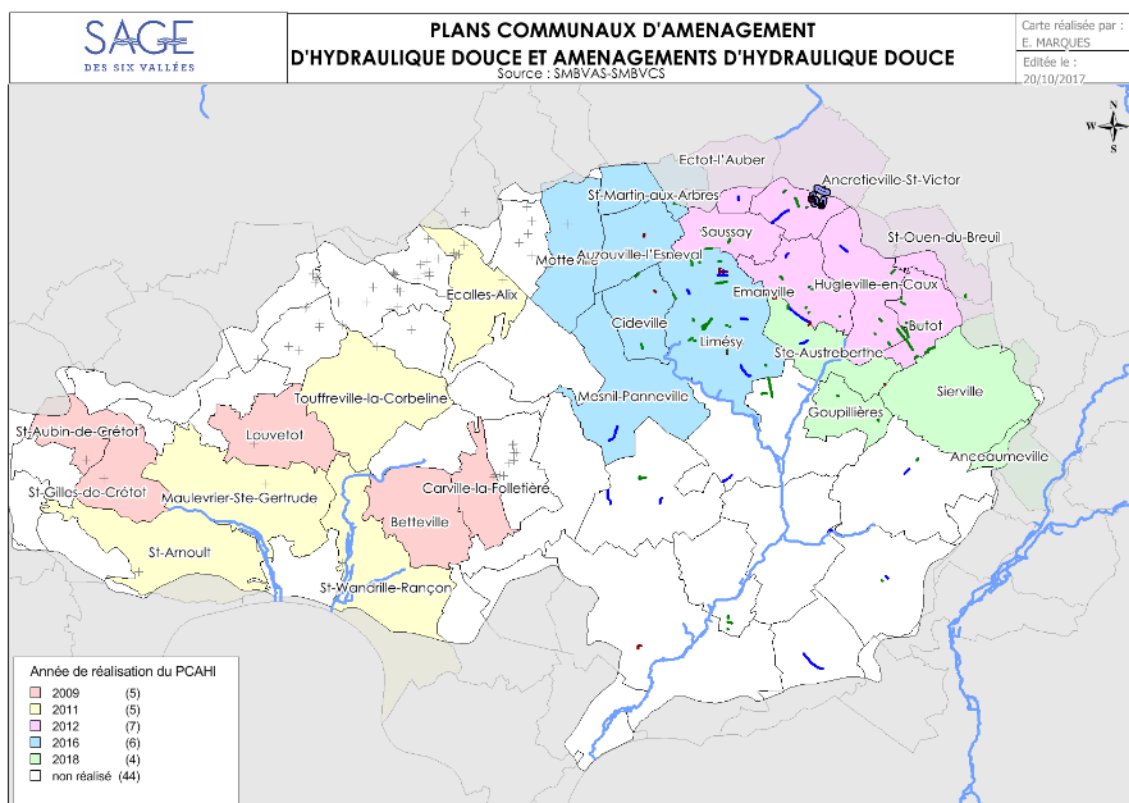 SAGE
DES SIX VALLÉES
PLANS COMMUNAUX D'AMENAGEMENT
D'HYDRAULIQUE DOUCE ET AMENAGEMENTS D'HYDRAULIQUE DOUCE
Source : SMBVAS-SMBVCS
Carte réalisée par :
E. MARQUES
Editée le :
20/10/2017
N
W E
S
Ectot-l'Auber
Ancretieville-St-Victor
St-Martin-aux-Arbres
Saussay
St-Ouen-du-Breuil
Motteville
Auzouville-l'Esneval
Ecalles-Alix
Emanville
Hugleville-en-Caux
Cideville
Limésy
Butot
Ste-Austreberthe
Touffreville-la-Corbeline
Mesnil-Panneville
Goupillières
Sierville
St-Aubin-de-Crétot
Louvetot
Anceaumeville
St-Gilles-de-Crétot
Maulevrier-Ste-Gertrude
Carville-la-Folletière
Betteville
St-Arnoult
St-Wandrille-Rançon
Année de réalisation du PCAHI
2009 (5)
2011 (5)
2012 (7)
2016 (6)
2018 (4)
non réalisé (44)